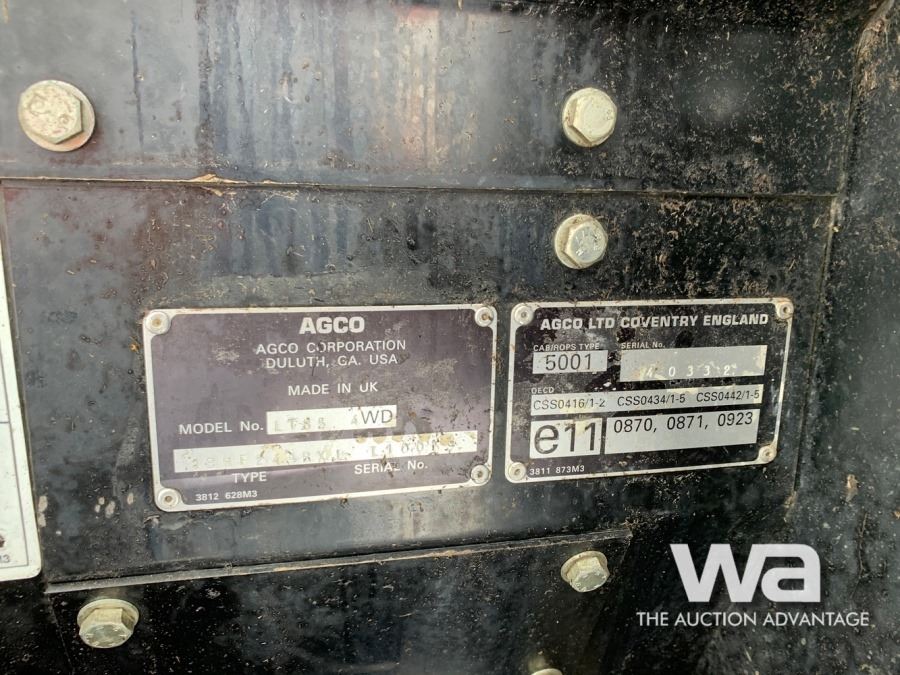 AGCO
AGCO CORPORATION
DULUTH, GA. USA
MADE IN UK
MODEL No. WD
TYPE SERIAL No.
3812 628M3
AGCO LTD COVENTRY ENGLAND
CAB/ROPS TYPE SERIAL No.
5001 40332
OECD
CSS0416/1-2 CSS0434/1-5 CSS0442/1-5
e11 0870, 0871, 0923
3811 873M3
wa
THE AUCTION ADVANTAGE